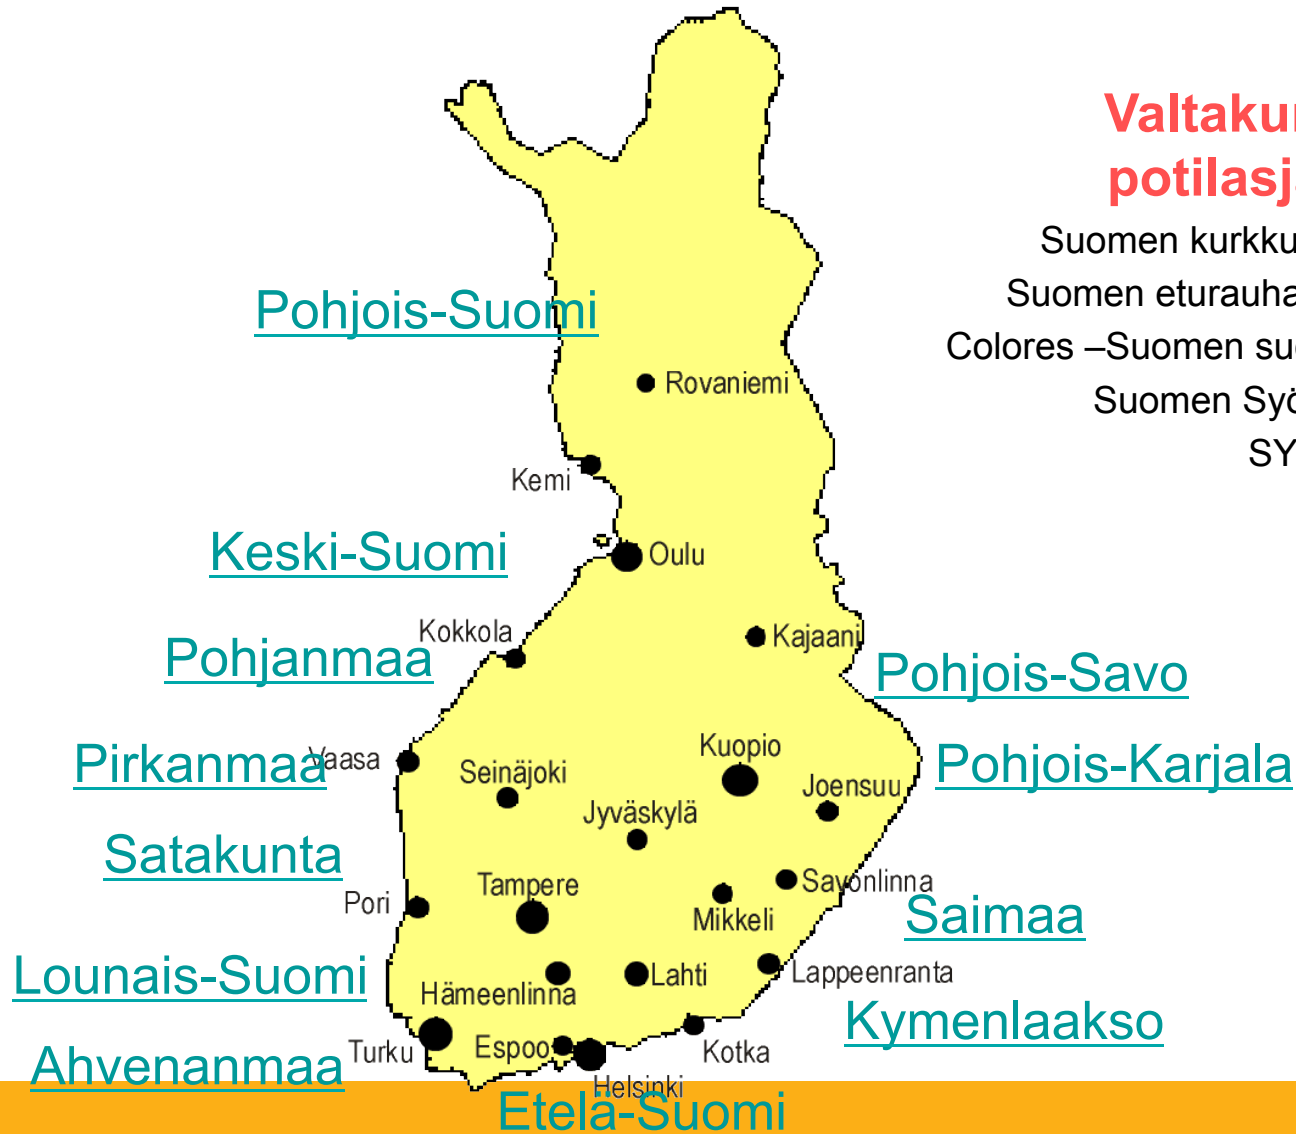 Valtakun
potilasj
Suomen kurkku
Suomen eturauha
Colores –Suomen su
Suomen Syö
SY
Pohjois-Suomi
Rovaniemi
Kemi
Keski-Suomi
Oulu
Kokkola
Kajaani
Pohjanmaa
Pohjois-Savo
Pirkanmaa
Vaasa
Seinäjoki
Kuopio
Pohjois-Karjala
Joensuu
Jyväskylä
Satakunta
Tampere
Savonlinna
Pori
Mikkeli
Saimaa
Lounais-Suomi
Hämeenlinna
Lahti
Lappeenranta
Kymenlaakso
Turku
Espoo
Kotka
Ahvenanmaa
Helsinki
Etelä-Suomi